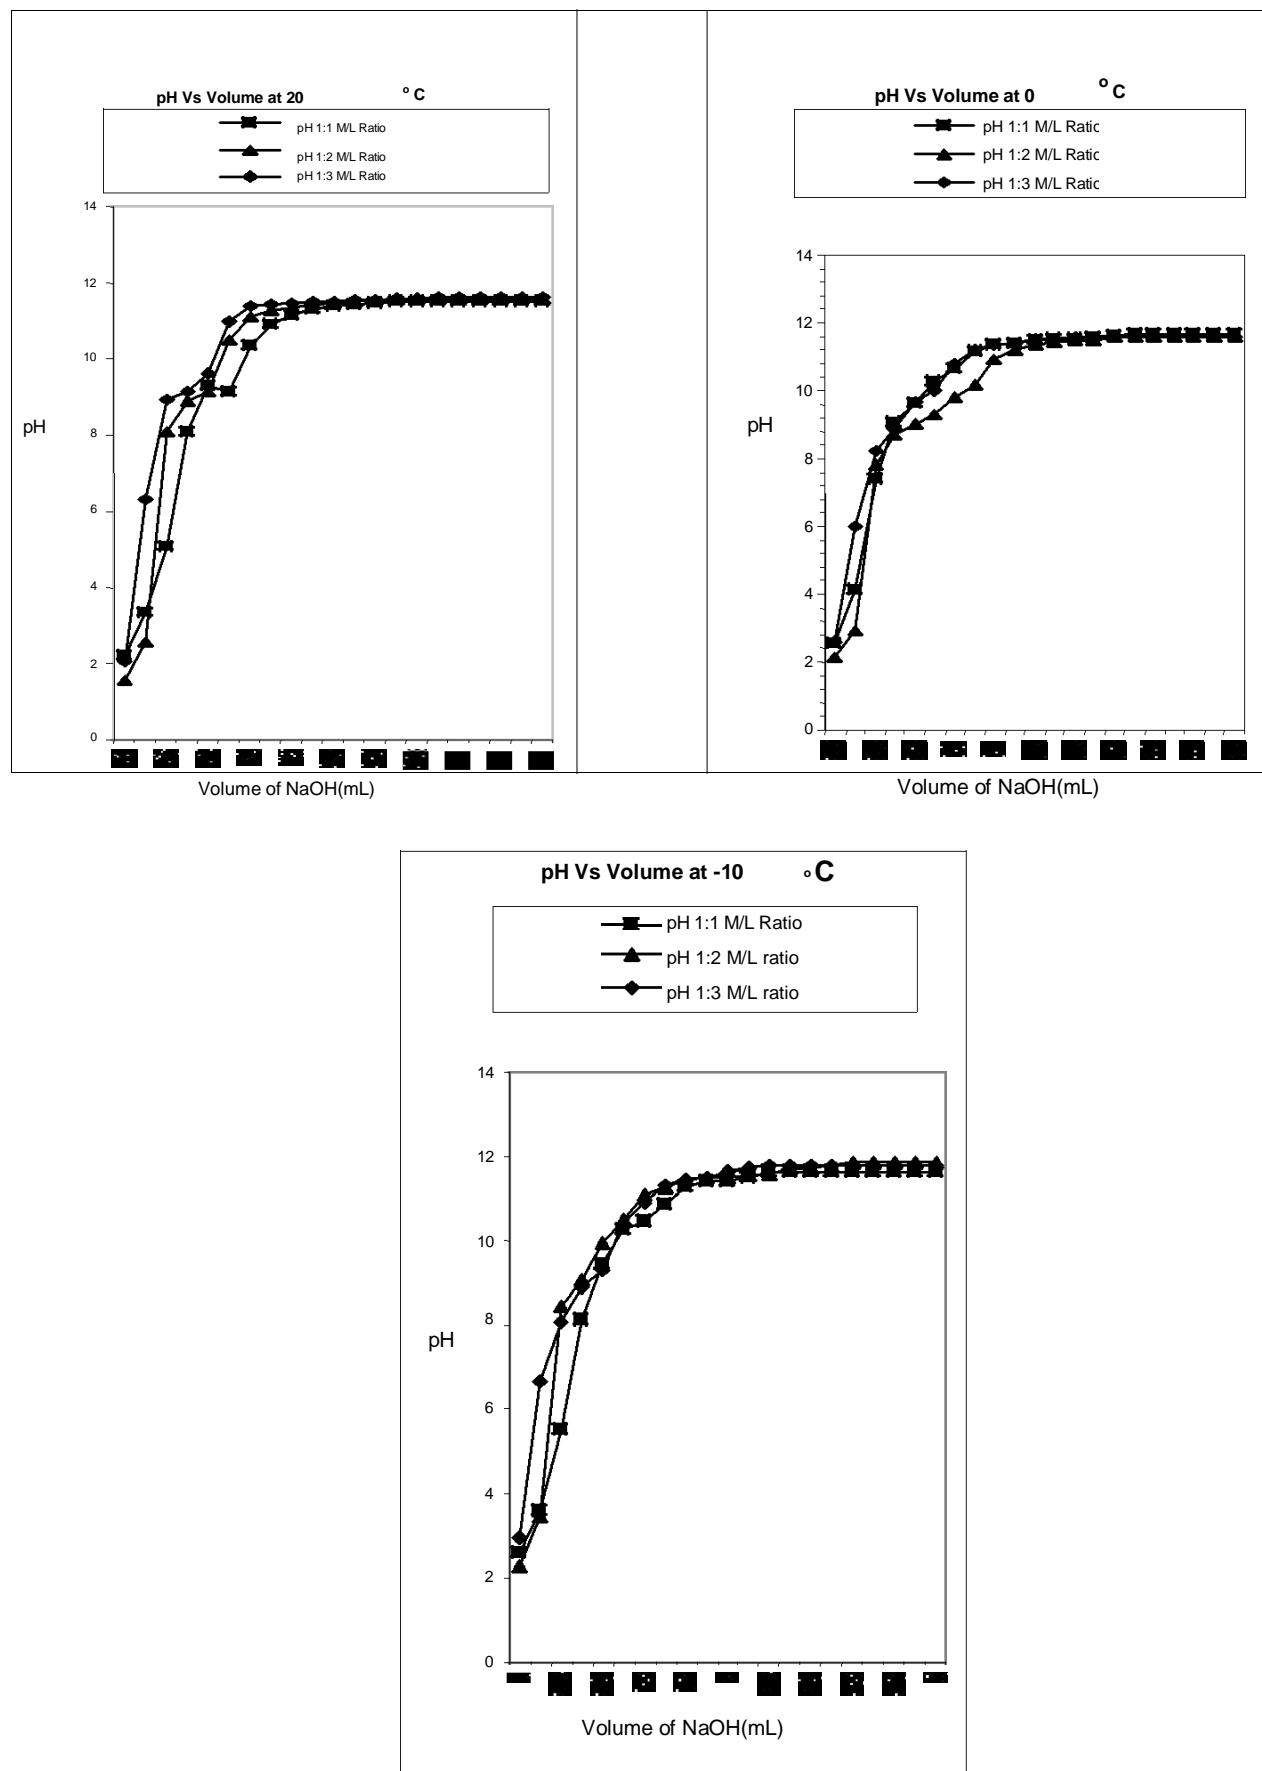 pH Vs Volume at 20 °C
pH 1:1 M/L Ratio
pH 1:2 M/L Ratio
pH 1:3 M/L Ratio
14
12
10
8
6
4
2
0
pH
Volume of NaOH(mL)
pH Vs Volume at 0 °C
pH 1:1 M/L Ratio
pH 1:2 M/L Ratio
pH 1:3 M/L Ratio
14
12
10
8
6
4
2
0
pH
Volume of NaOH(mL)
pH Vs Volume at -10 °C
pH 1:1 M/L Ratio
pH 1:2 M/L ratio
pH 1:3 M/L ratio
14
12
10
8
6
4
2
0
pH
Volume of NaOH(mL)